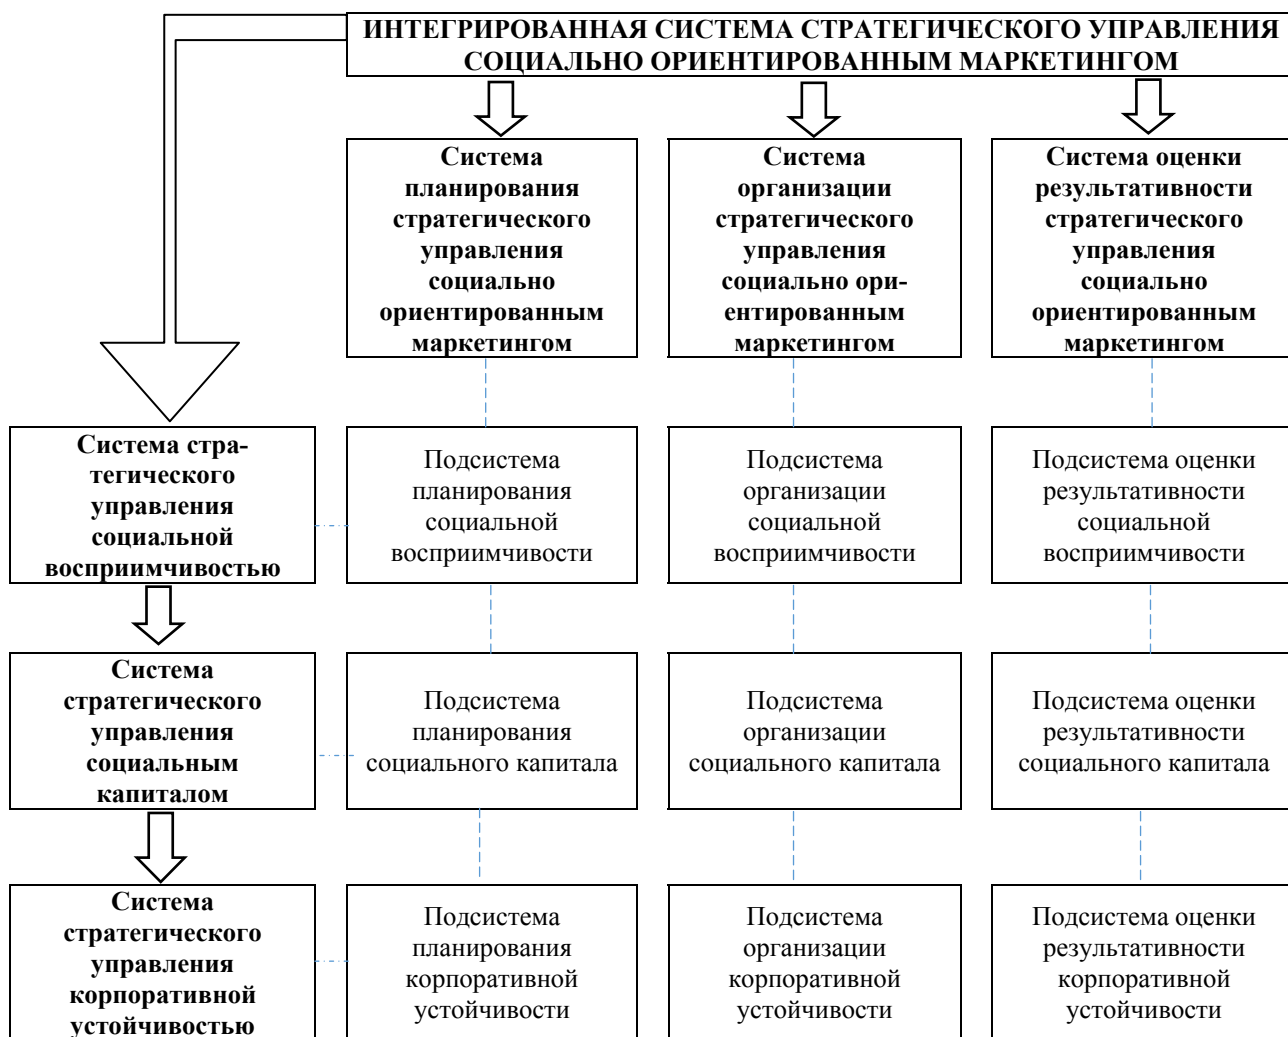 ИНТЕГРИРОВАННАЯ СИСТЕМА СТРАТЕГИЧЕСКОГО УПРАВЛЕНИЯ
СОЦИАЛЬНО ОРИЕНТИРОВАННЫМ МАРКЕТИНГОМ
Система
планирования
стратегического
управления
социально
ориентированным
маркетингом
Система
организации
стратегического
управления
социально ори-
ентированным
маркетингом
Система оценки
результативности
стратегического
управления
социально
ориентированным
маркетингом
Система стра-
тегического
управления
социальной
восприимчивостью
Подсистема
планирования
социальной
восприимчивости
Подсистема
организации
социальной
восприимчивости
Подсистема оценки
результативности
социальной
восприимчивости
Система
стратегического
управления
социальным
капиталом
Подсистема
планирования
социального капитала
Подсистема
организации
социального капитала
Подсистема оценки
результативности
социального капитала
Система
стратегического
управления
корпоративной
устойчивостью
Подсистема
планирования
корпоративной
устойчивости
Подсистема
организации
корпоративной
устойчивости
Подсистема оценки
результативности
корпоративной
устойчивости